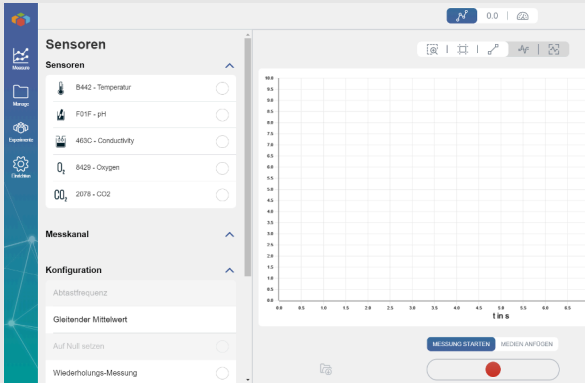 0.0
Sensoren
Sensoren
B442 - Temperatur
F01F - pH
463C - Conductivity
O₂ 8429 - Oxygen
CO₂ 2078 - CO2
Messkanal
Konfiguration
Abtastfrequenz
Gleitender Mittelwert
Auf Null setzen
Wiederholungs-Messung
Measure
Manage
Experimente
Einrichten
10.0
9.5
9.0
8.5
8.0
7.5
7.0
6.5
6.0
5.5
5.0
4.5
4.0
3.5
3.0
2.5
2.0
1.5
1.0
0.5
0.0
0.0 0.5 1.0 1.5 2.0 2.5 3.0 3.5 4.0 4.5 5.0 5.5 6.0 6.5
t in s
MESSUNG STARTEN MEDIEN ANFÜGEN